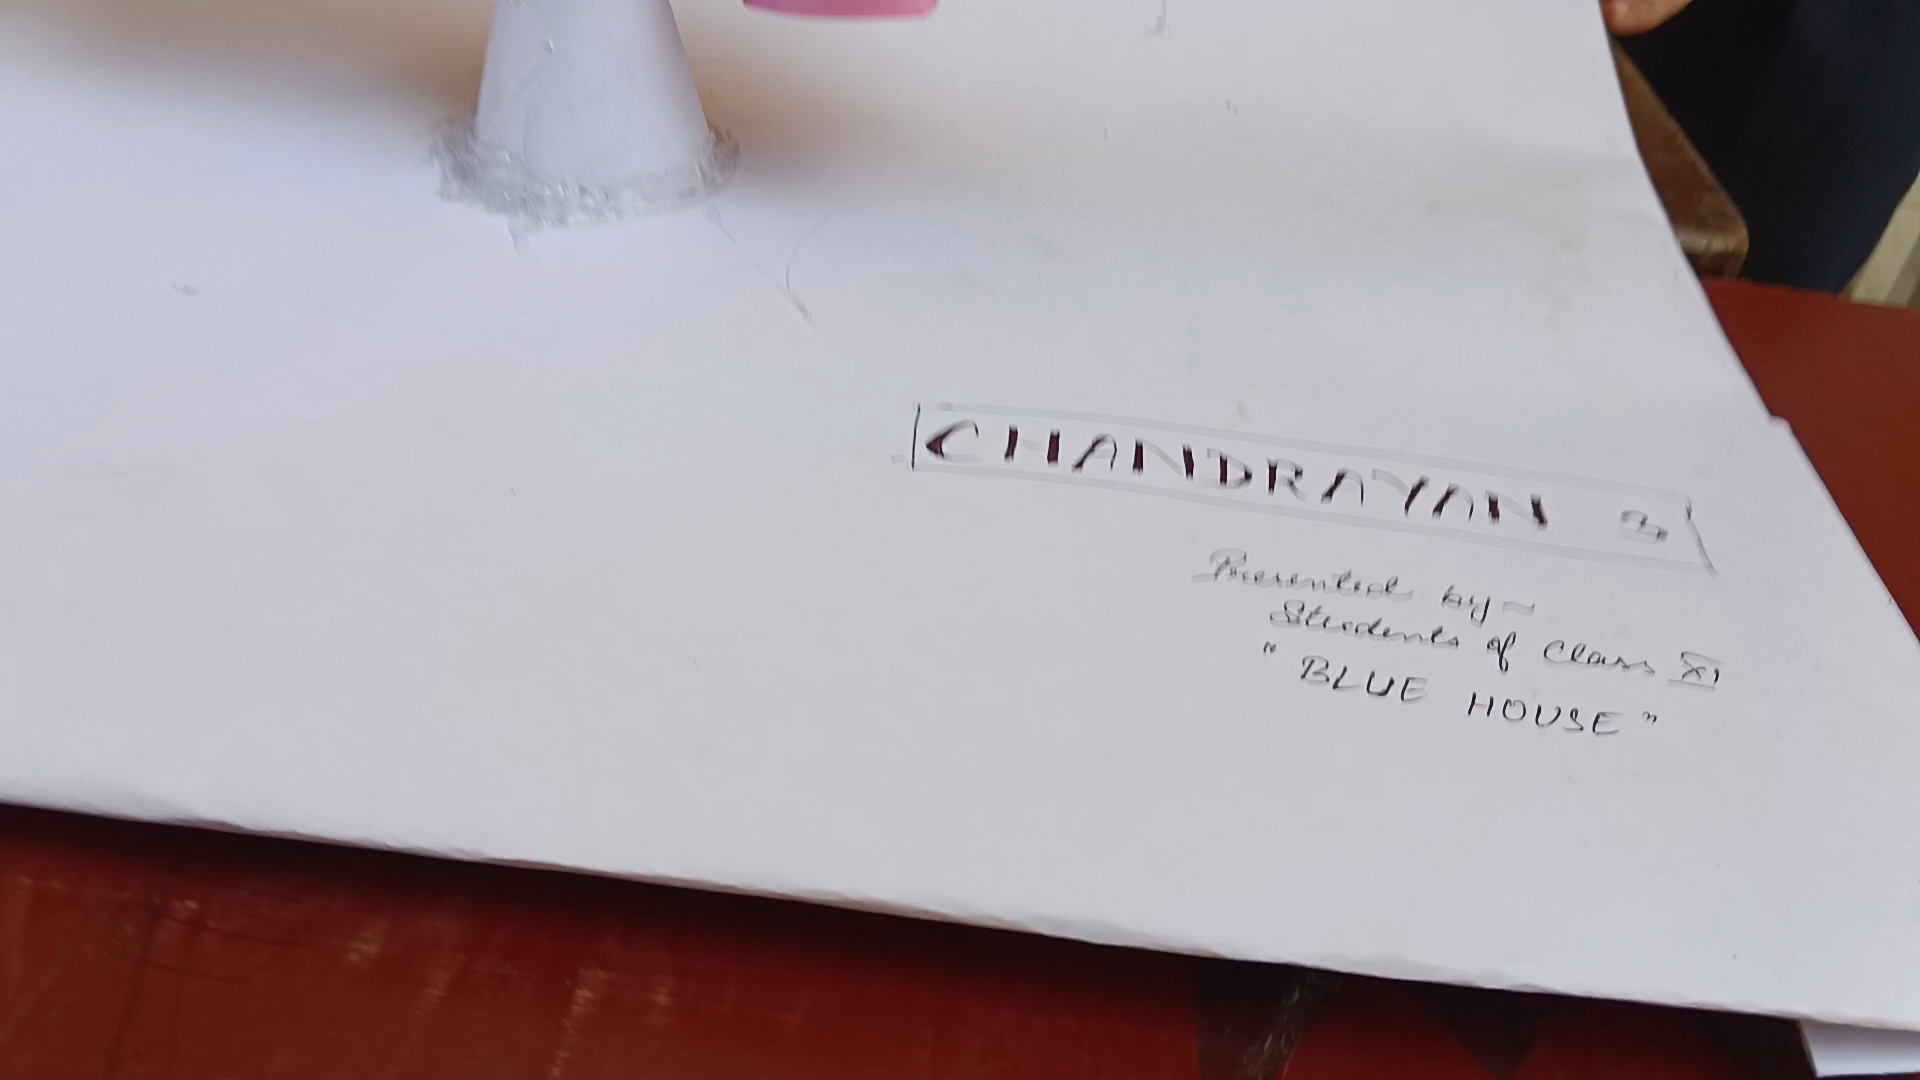 CHANDRAYAN 3
Presented by ~
Students of Class XI
" BLUE HOUSE "